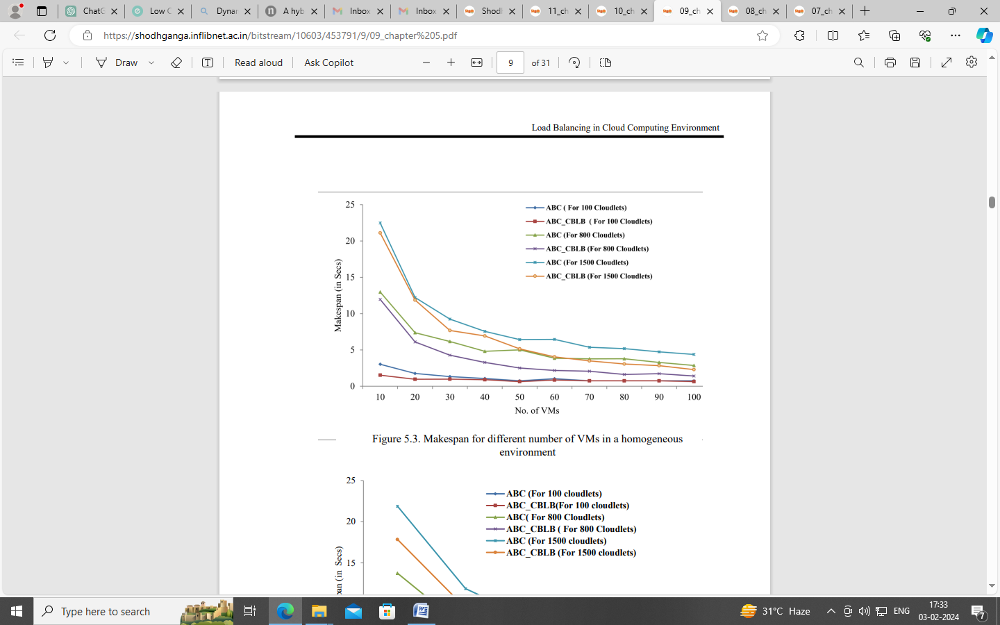 ChatG
Low C
Dynar
A hyb
Inbox
Inbox
Shodl
11_ch
10_ch
09_ch
08_ch
07_ch
https://shodhganga.inflibnet.ac.in/bitstream/10603/453791/9/09_chapter%205.pdf
Draw
Read aloud
Ask Copilot
9
of 31
Load Balancing in Cloud Computing Environment
25
20
15
10
5
0
Makespan (in Secs)
ABC ( For 100 Cloudlets)
ABC_CBLB ( For 100 Cloudlets)
ABC (For 800 Cloudlets)
ABC_CBLB (For 800 Cloudlets)
ABC (For 1500 Cloudlets)
ABC_CBLB (For 1500 Cloudlets)
10 20 30 40 50 60 70 80 90 100
No. of VMs
Figure 5.3. Makespan for different number of VMs in a homogeneous
environment
25
20
15
pan (in Secs)
ABC (For 100 cloudlets)
ABC_CBLB(For 100 cloudlets)
ABC( For 800 Cloudlets)
ABC_CBLB ( For 800 Cloudlets)
ABC (For 1500 cloudlets)
ABC_CBLB (For 1500 cloudlets)
Type here to search
31°C Haze
ENG
17:33
03-02-2024
7